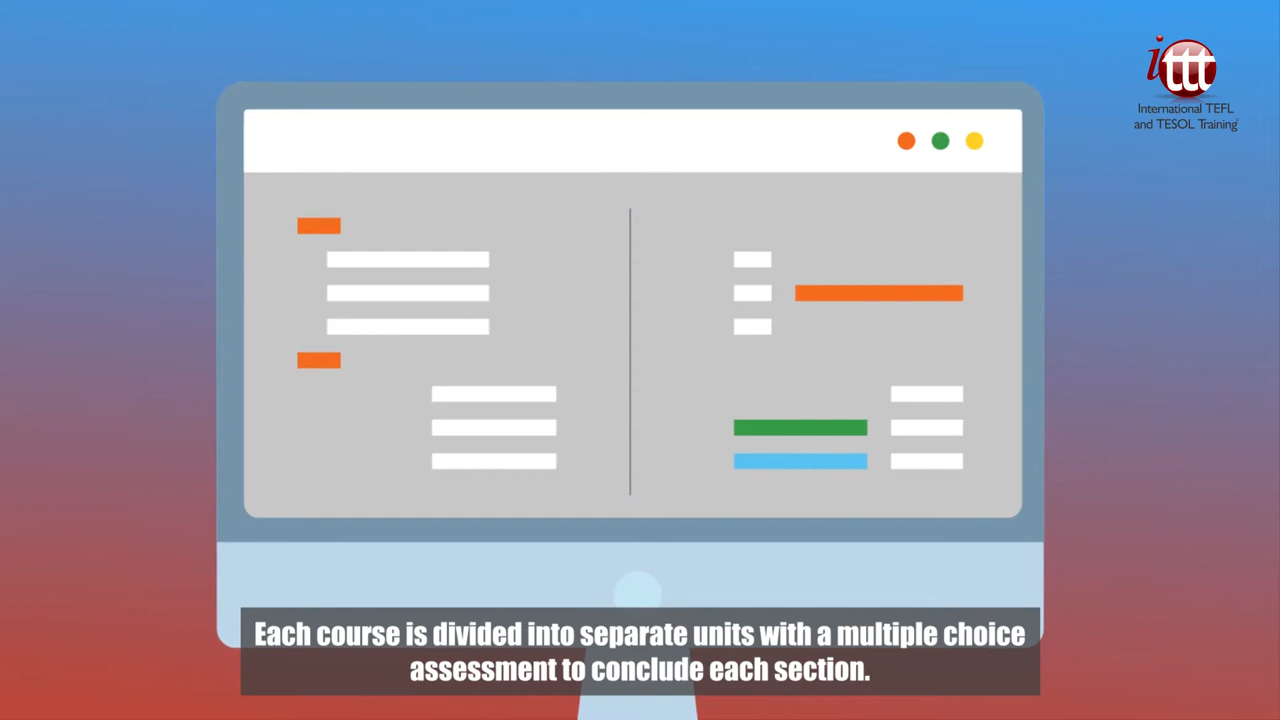 ittt
International TEFL
and TESOL Training
Each course is divided into separate units with a multiple choice
assessment to conclude each section.